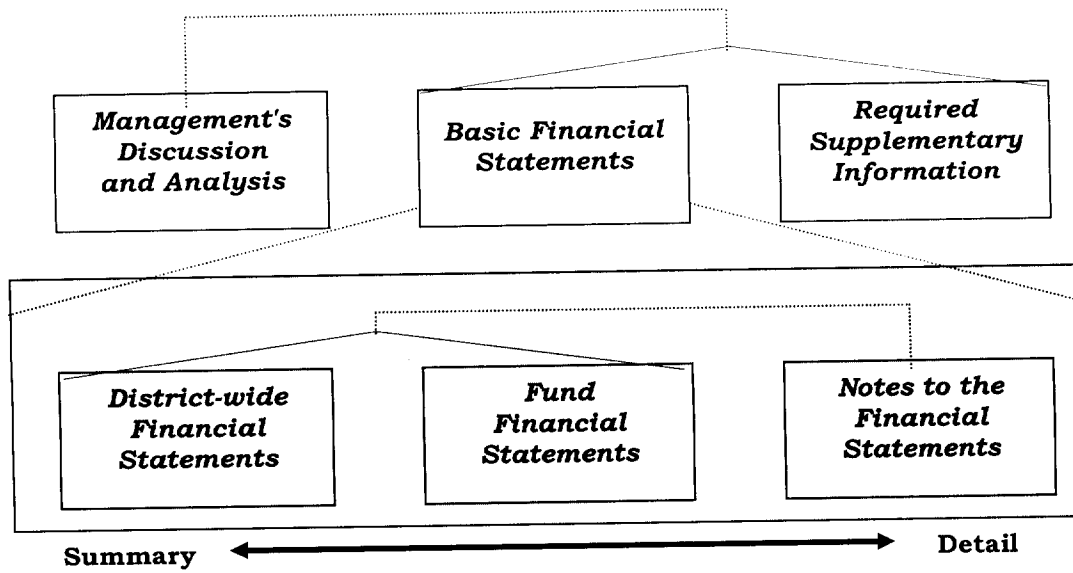 Management's
Discussion
and Analysis
Basic Financial
Statements
Required
Supplementary
Information
District-wide
Financial
Statements
Fund
Financial
Statements
Notes to the
Financial
Statements
Summary
Detail